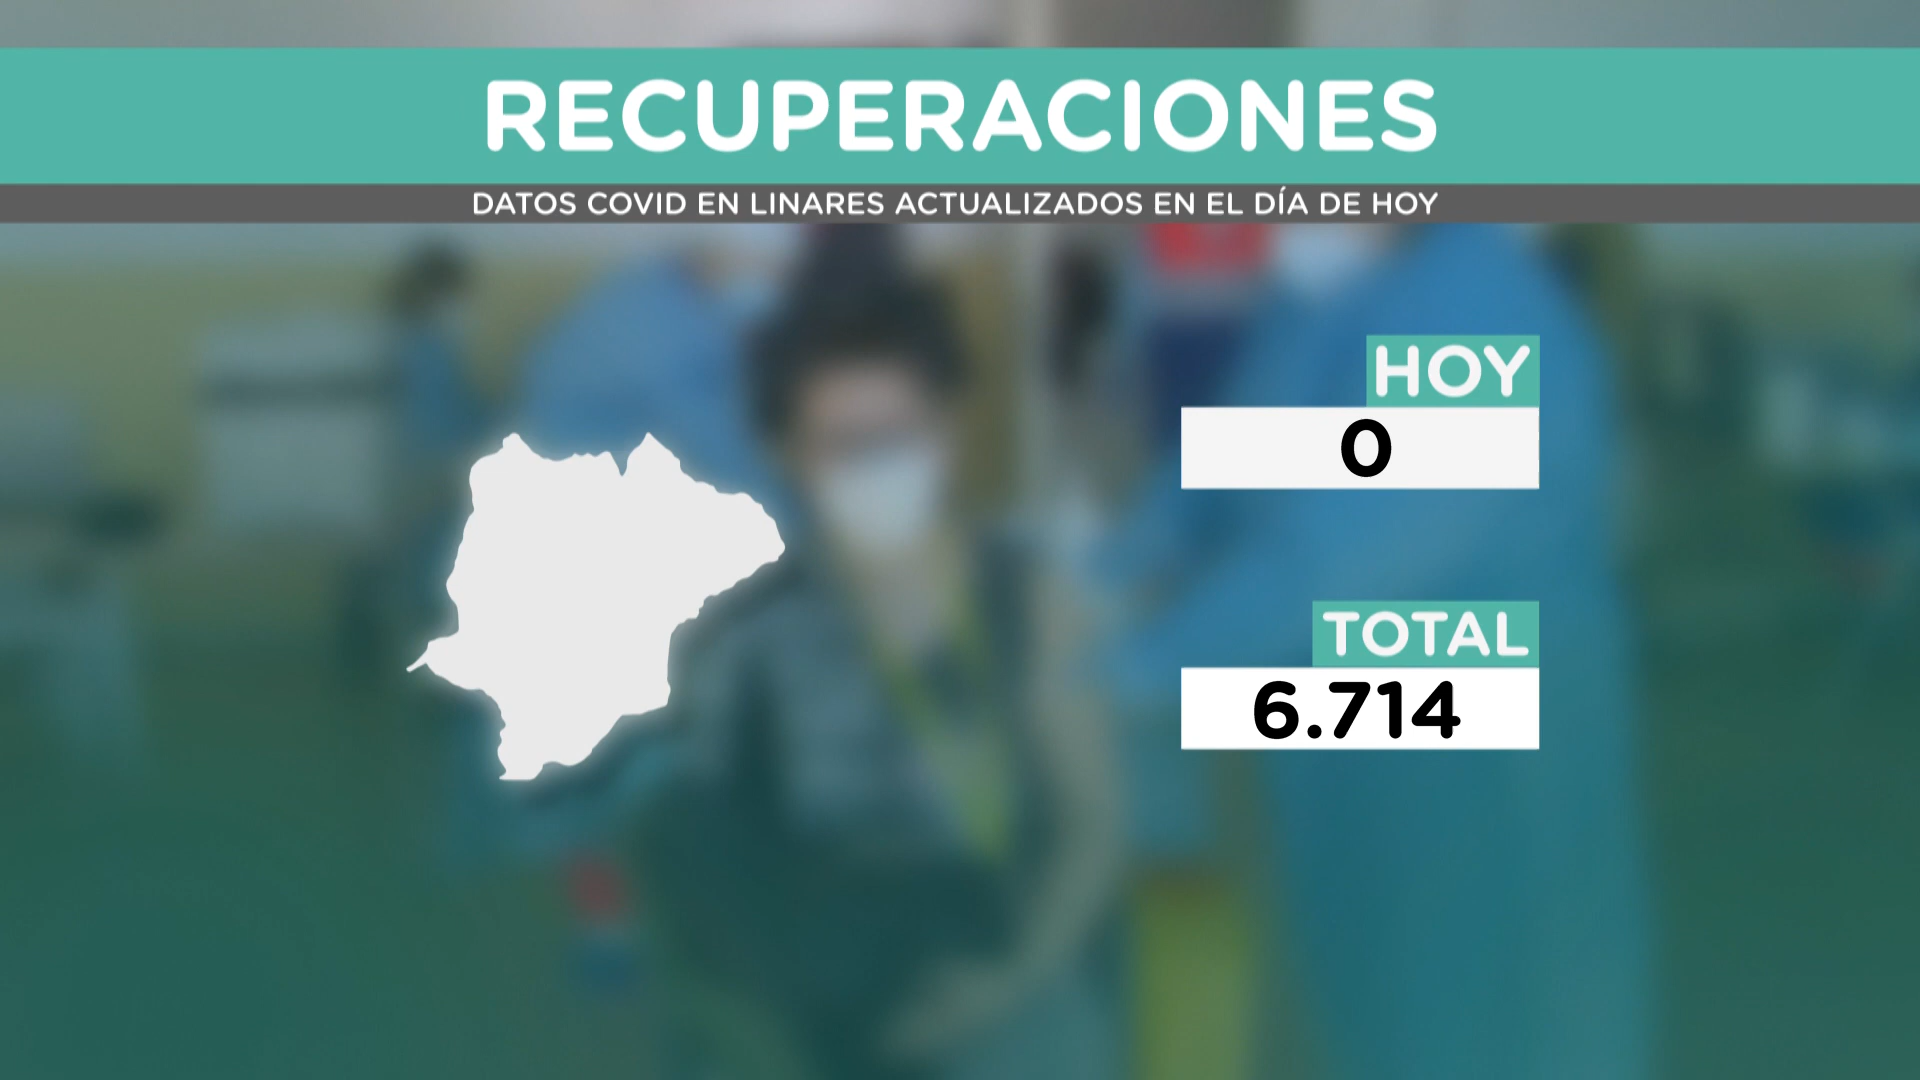 RECUPERACIONES
DATOS COVID EN LINARES ACTUALIZADOS EN EL DÍA DE HOY
HOY
0
TOTAL
6.714